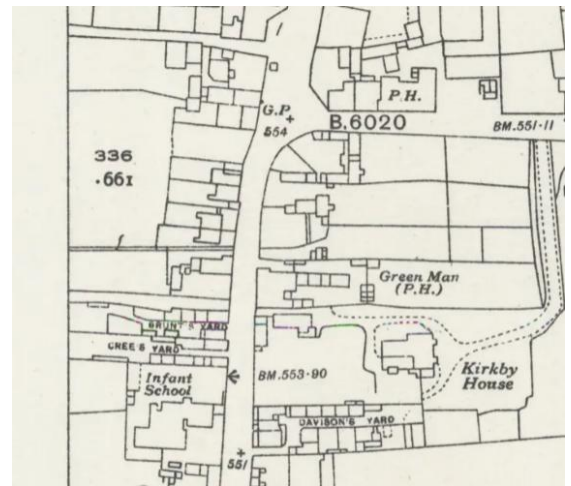 P.H.
G.P
554
B.6020
BM.551·11
336
·661
Green Man
(P.H.)
BRUNT'S YARD
CREE'S YARD
Infant
School
BM.553·90
Kirkby
House
DAVISON'S YARD
551